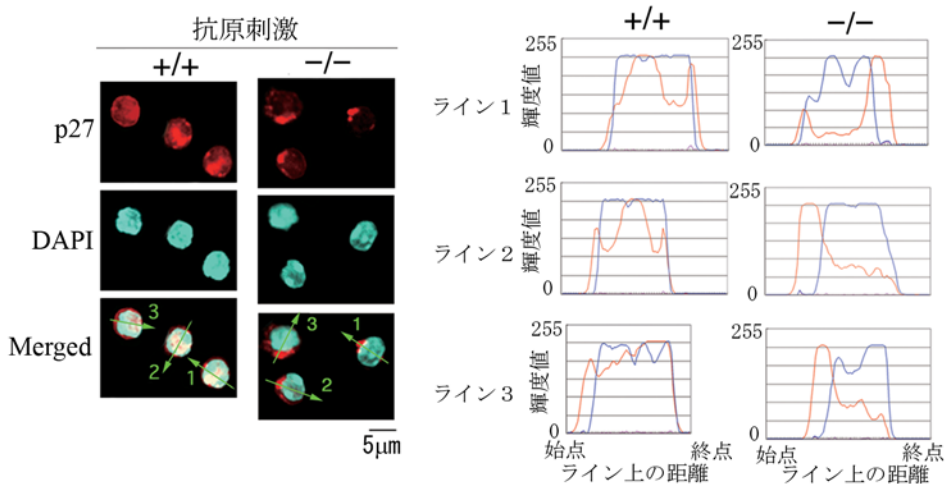 抗原刺激
+/+
−/−
p27
DAPI
Merged
3
2
1
3
1
2
5μm
+/+
−/−
ライン 1
輝度値
255
0
255
0
ライン 2
輝度値
255
0
255
0
ライン 3
輝度値
255
0
255
0
始点
終点
始点
終点
ライン上の距離
ライン上の距離